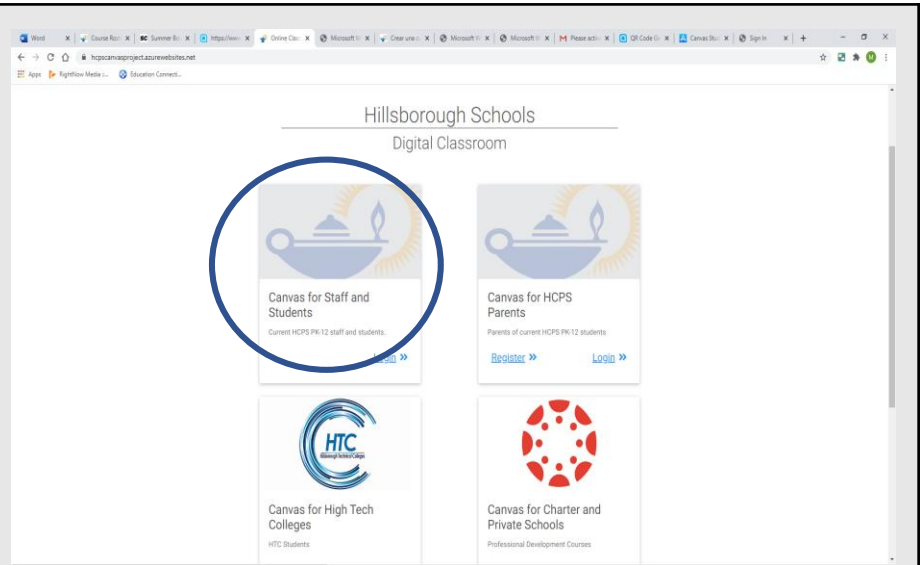 Word
Course Ros
Summer Bo
https://www.
Online Clas
Microsoft
Crear una c
Microsoft
Microsoft
Please acti
QR Code G
Canvas Stu
Sign In
hcpscanvasproject.azurewebsites.net
Apps
RightNow Media :...
Education Connecti...
Hillsborough Schools
Digital Classroom
Canvas for Staff and
Students
Current HCPS PK-12 staff and students.
Login »
Canvas for HCPS
Parents
Parents of current HCPS PK-12 students
Register » Login »
HTC
Canvas for High Tech
Colleges
HTC Students
Canvas for Charter and
Private Schools
Professional Development Courses